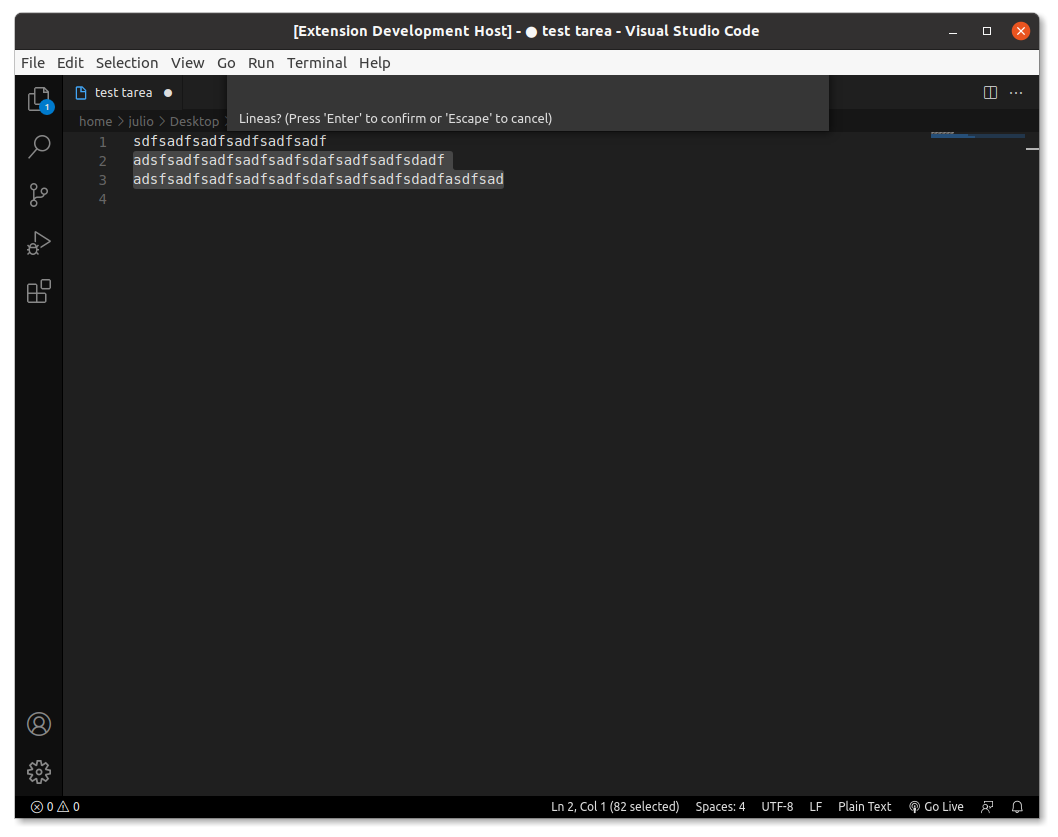 [Extension Development Host] - ● test tarea - Visual Studio Code
File Edit Selection View Go Run Terminal Help
1
test tarea ●
Lineas? (Press 'Enter' to confirm or 'Escape' to cancel)
home > julio > Desktop
1 sdfsadfsadfsadfsadfsadf
2 adsfsadfsadfsadfsadfsdafsadfsadfsdadf
3 adsfsadfsadfsadfsadfsdafsadfsadfsdadfasdfsad
4
0 0 Ln 2, Col 1 (82 selected) Spaces: 4 UTF-8 LF Plain Text Go Live